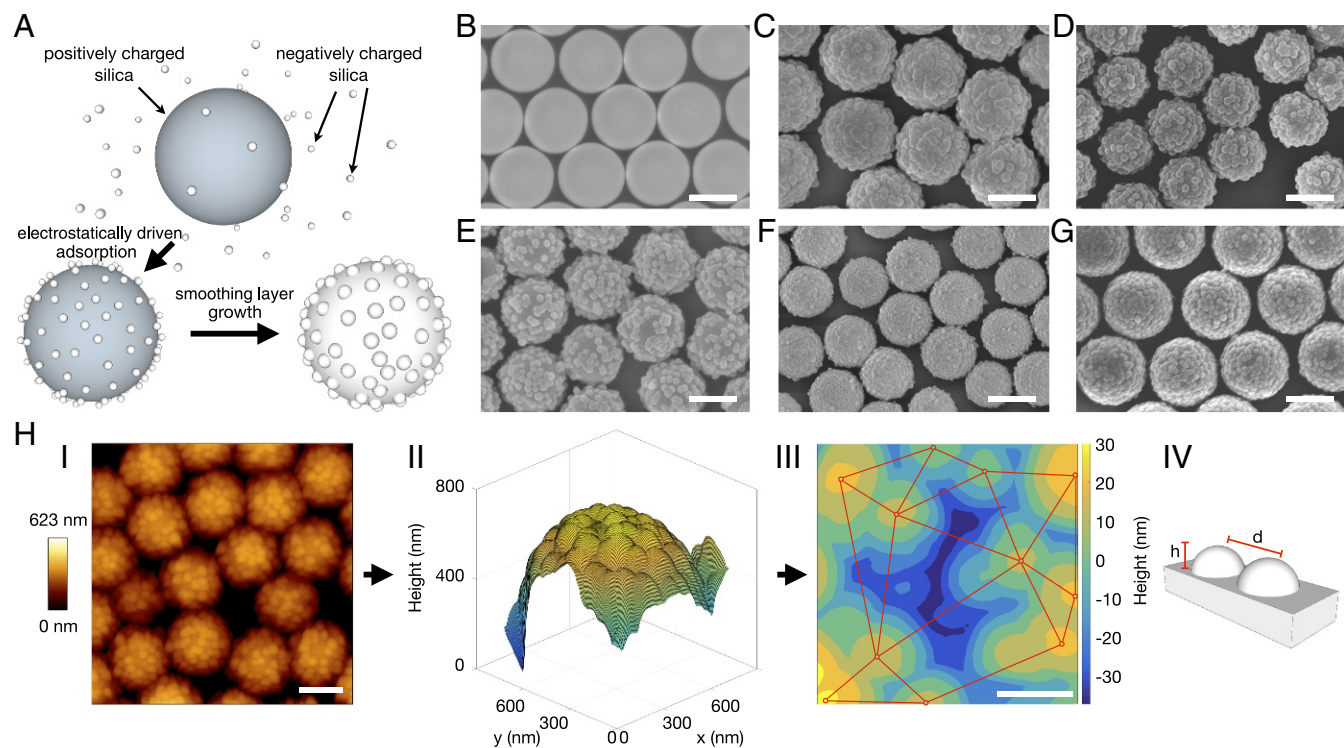 A
positively charged
silica
negatively charged
silica
electrostatically driven
adsorption
smoothing layer
growth
B
C
D
E
F
G
H
I
623 nm
0 nm
II
800
400
0
Height (nm)
600
300
0
y (nm)
0
300
600
x (nm)
III
30
20
10
0
-10
-20
-30
Height (nm)
IV
h
d